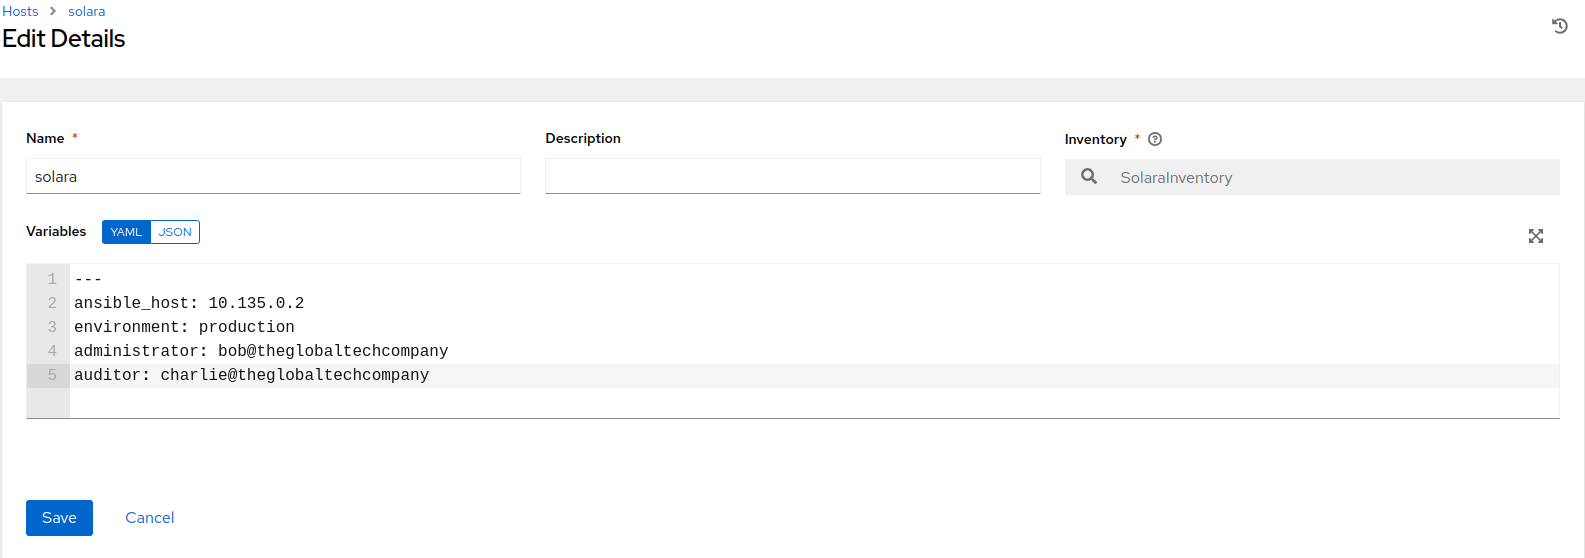 Hosts > solara
Edit Details
Name * Description Inventory *
solara SolaraInventory
Variables YAML JSON
1 ---
2 ansible_host: 10.135.0.2
3 environment: production
4 administrator: bob@theglobaltechcompany
5 auditor: charlie@theglobaltechcompany
Save Cancel